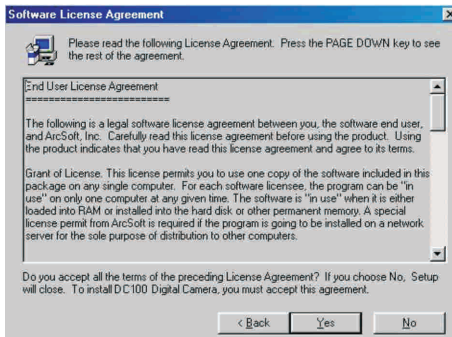 Software License Agreement
Please read the following License Agreement. Press the PAGE DOWN key to see
the rest of the agreement.
End User License Agreement
=========================
The following is a legal software license agreement between you, the software end user,
and ArcSoft, Inc. Carefully read this license agreement before using the product. Using
the product indicates that you have read this license agreement and agree to its terms.
Grant of License. This license permits you to use one copy of the software included in this
package on any single computer. For each software licensee, the program can be "in
use" on only one computer at any given time. The software is "in use" when it is either
loaded into RAM or installed into the hard disk or other permanent memory. A special
license permit from ArcSoft is required if the program is going to be installed on a network
server for the sole purpose of distribution to other computers.
Do you accept all the terms of the preceding License Agreement? If you choose No, Setup
will close. To install DC100 Digital Camera, you must accept this agreement.
< Back Yes No